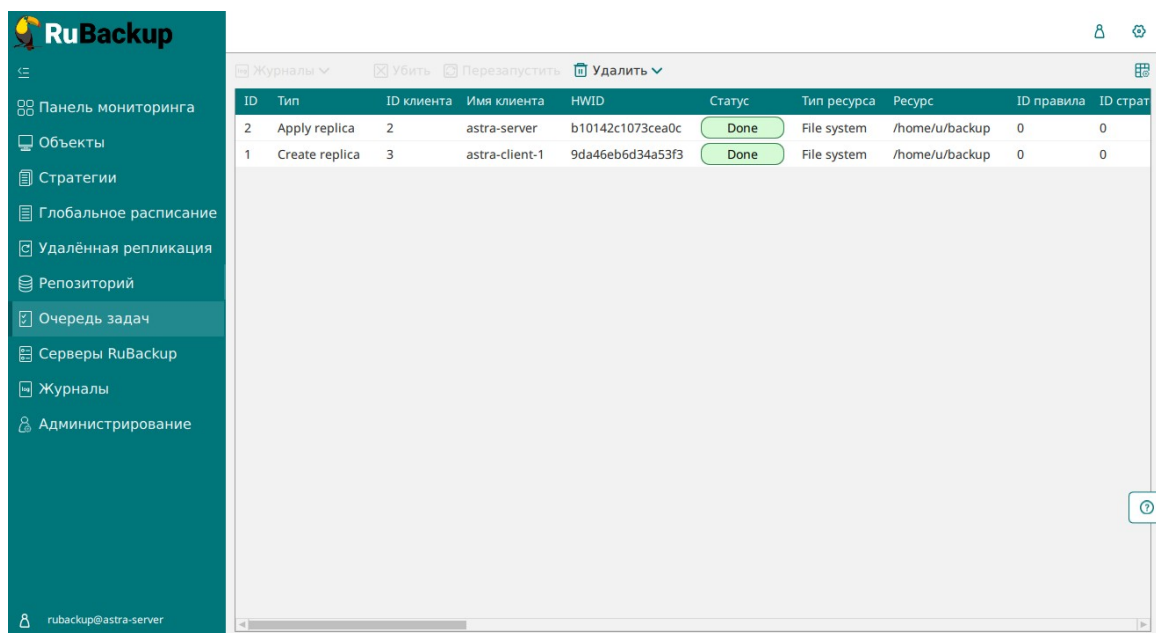 RuBackup
Журналы Убить Перезапустить Удалить
Панель мониторинга
Объекты
Стратегии
Глобальное расписание
Удалённая репликация
Репозиторий
Очередь задач
Серверы RuBackup
Журналы
Администрирование
rubackup@astra-server
ID Тип ID клиента Имя клиента HWID Статус Тип ресурса Ресурс ID правила ID страт
2 Apply replica 2 astra-server b10142c1073cea0c Done File system /home/u/backup 0 0
1 Create replica 3 astra-client-1 9da46eb6d34a53f3 Done File system /home/u/backup 0 0